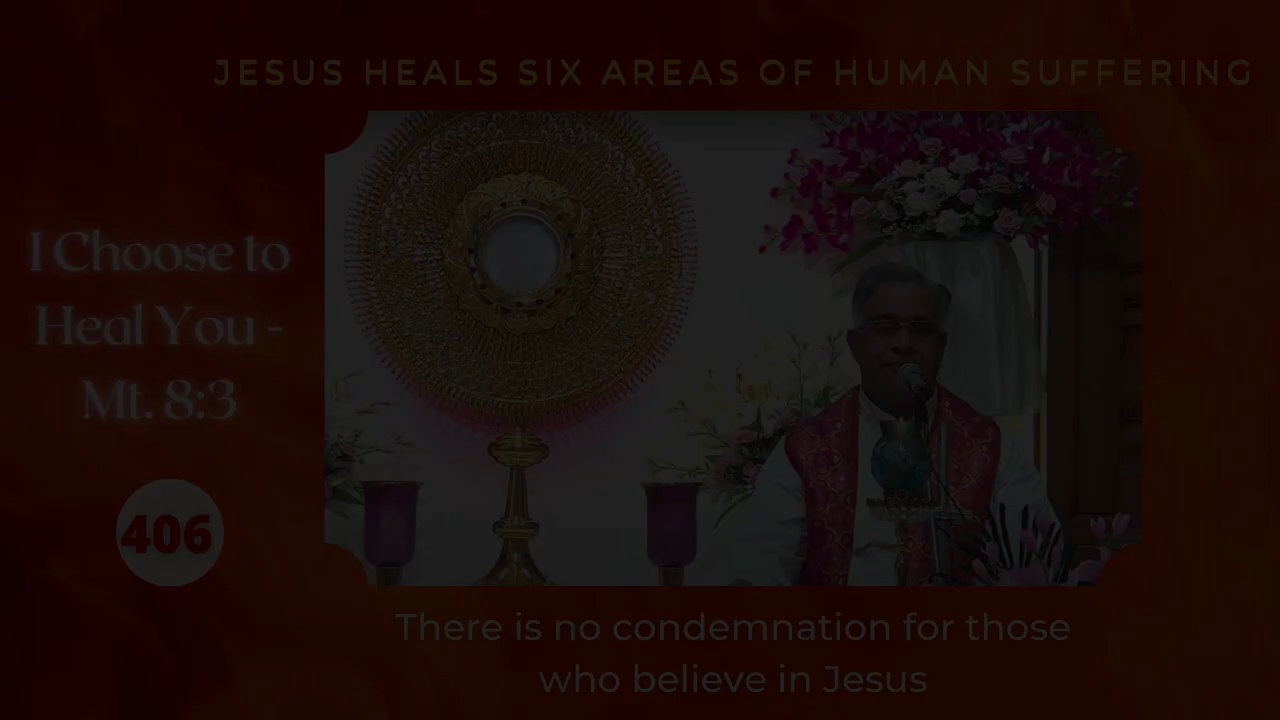 JESUS HEALS SIX AREAS OF HUMAN SUFFERING
I Choose to
Heal You -
Mt. 8:3
406
There is no condemnation for those
who believe in Jesus